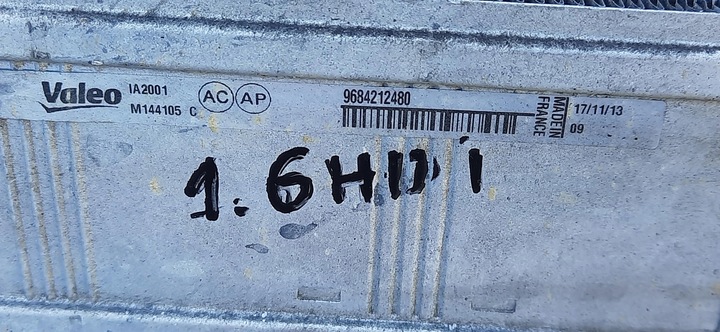 Valeo
IA2001
M144105 C
AC AP
9684212480
MADE IN
FRANCE
17/11/13
09
1.6HDi